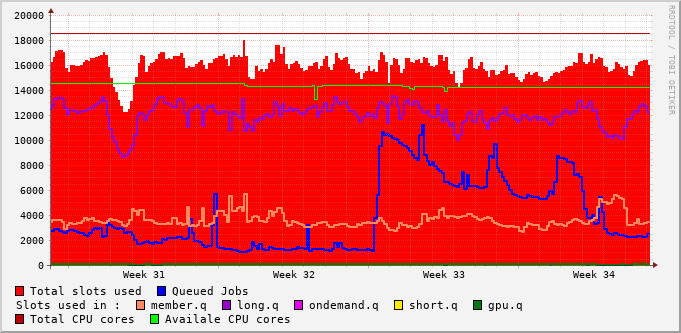 20000
18000
16000
14000
12000
10000
8000
6000
4000
2000
0
Week 31 Week 32 Week 33 Week 34
Total slots used Queued Jobs
Slots used in : member.q long.q ondemand.q short.q gpu.q
Total CPU cores Availale CPU cores
RRDTOOL / TOBI OETIKER